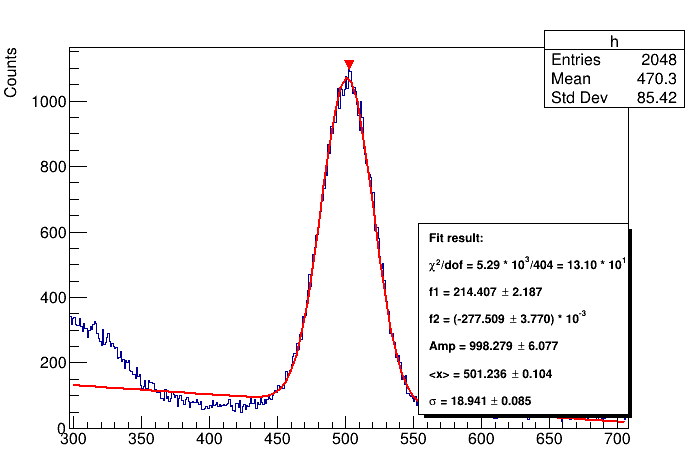 h
Entries 2048
Mean 470.3
Std Dev 85.42
Counts
1000
800
600
400
200
0
Fit result:
χ²/dof = 5.29 * 10³/404 = 13.10 * 10¹
f1 = 214.407 ± 2.187
f2 = (-277.509 ± 3.770) * 10⁻³
Amp = 998.279 ± 6.077
<x> = 501.236 ± 0.104
σ = 18.941 ± 0.085
300 350 400 450 500 550 600 650 700